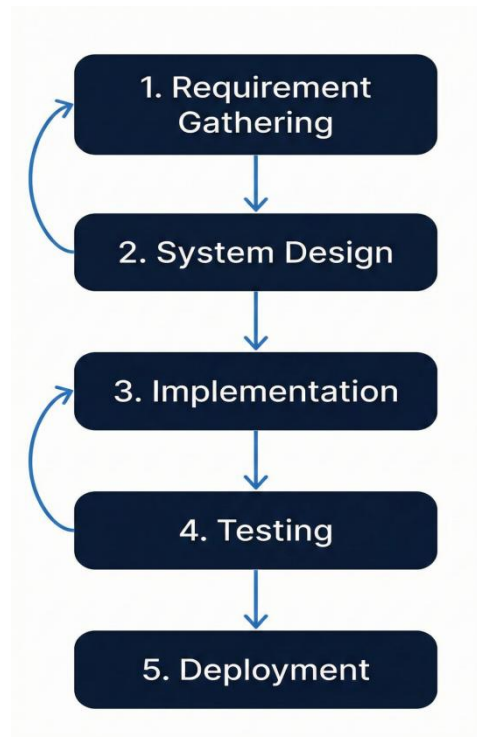 1. Requirement
Gathering
2. System Design
3. Implementation
4. Testing
5. Deployment